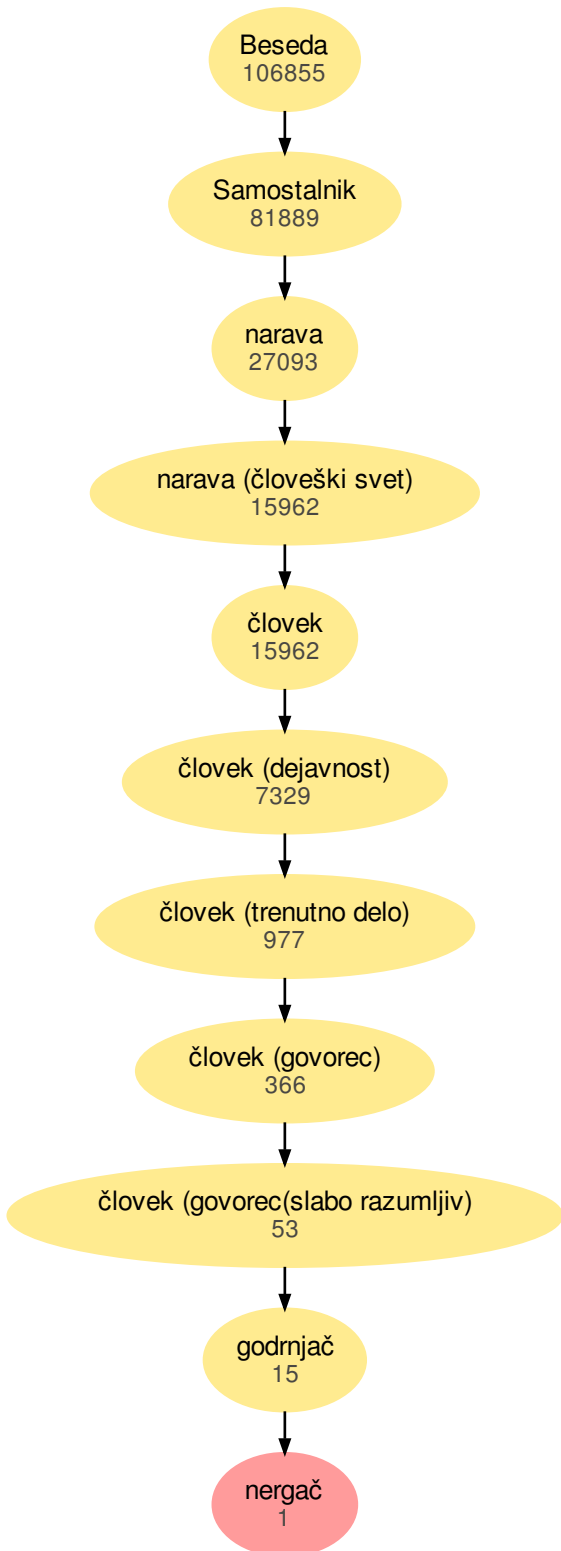 Beseda
106855
Samostalnik
81889
narava
27093
narava (človeški svet)
15962
človek
15962
človek (dejavnost)
7329
človek (trenutno delo)
977
človek (govorec)
366
človek (govorec(slabo razumljiv)
53
godrnjač
15
nergač
1